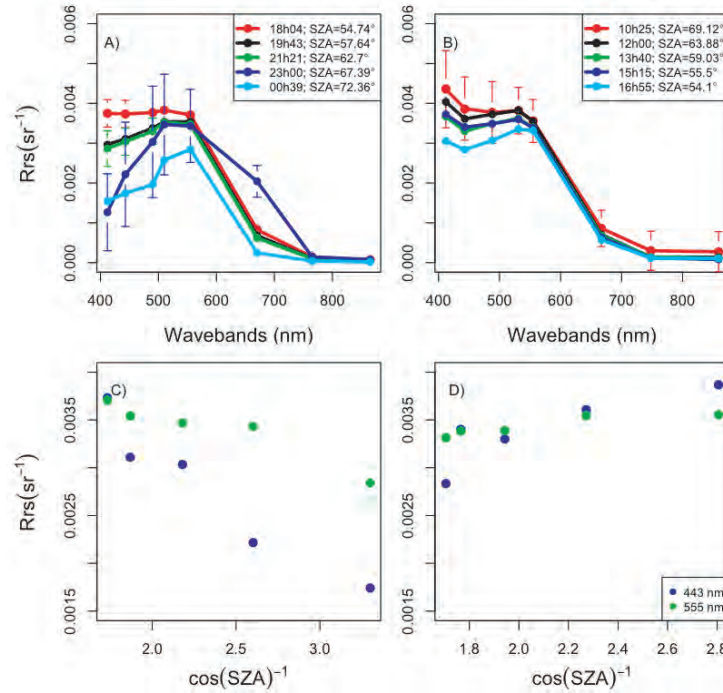 A)
18h04; SZA=54.74°
19h43; SZA=57.64°
21h21; SZA=62.7°
23h00; SZA=67.39°
00h39; SZA=72.36°
B)
10h25; SZA=69.12°
12h00; SZA=63.88°
13h40; SZA=59.03°
15h15; SZA=55.5°
16h55; SZA=54.1°
Rrs(sr⁻¹)
0.006
0.004
0.002
0.000
400 500 600 700 800
Wavebands (nm)
0.006
0.004
0.002
0.000
400 500 600 700 800
Wavebands (nm)
C)
Rrs(sr⁻¹)
0.0035
0.0025
0.0015
2.0 2.5 3.0
cos(SZA)⁻¹
D)
0.0035
0.0025
0.0015
443 nm
555 nm
1.8 2.0 2.2 2.4 2.6 2.8
cos(SZA)⁻¹